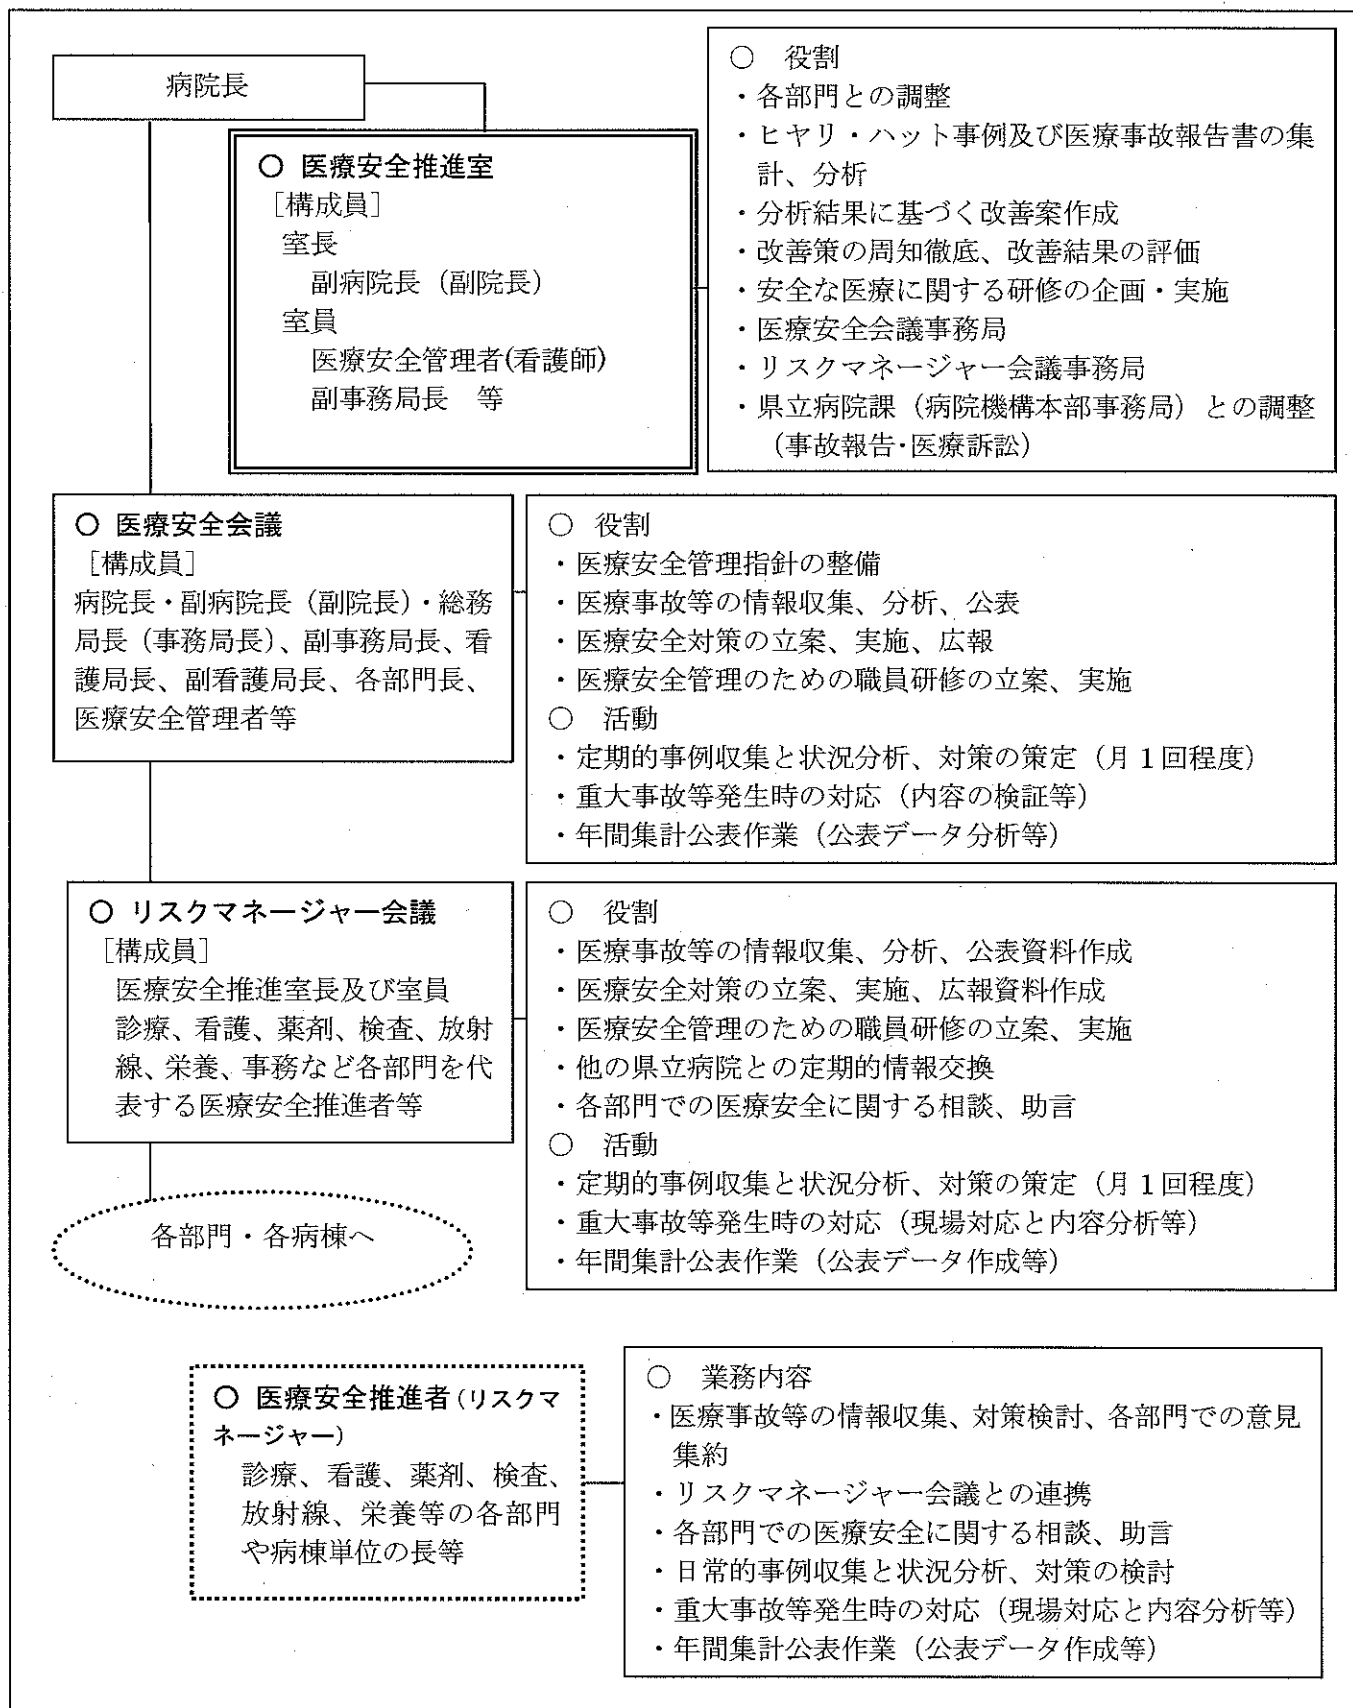 病院長
○ 医療安全推進室
［構成員］
室長
副病院長（副院長）
室員
医療安全管理者(看護師)
副事務局長　等
○　役割
・各部門との調整
・ヒヤリ・ハット事例及び医療事故報告書の集
計、分析
・分析結果に基づく改善案作成
・改善策の周知徹底、改善結果の評価
・安全な医療に関する研修の企画・実施
・医療安全会議事務局
・リスクマネージャー会議事務局
・県立病院課（病院機構本部事務局）との調整
（事故報告・医療訴訟）
○ 医療安全会議
［構成員］
病院長・副病院長（副院長）・総務
局長（事務局長）、副事務局長、看
護局長、副看護局長、各部門長、
医療安全管理者等
○　役割
・医療安全管理指針の整備
・医療事故等の情報収集、分析、公表
・医療安全対策の立案、実施、広報
・医療安全管理のための職員研修の立案、実施
○　活動
・定期的事例収集と状況分析、対策の策定（月１回程度）
・重大事故等発生時の対応（内容の検証等）
・年間集計公表作業（公表データ分析等）
○ リスクマネージャー会議
［構成員］
医療安全推進室長及び室員
診療、看護、薬剤、検査、放射
線、栄養、事務など各部門を代
表する医療安全推進者等
○　役割
・医療事故等の情報収集、分析、公表資料作成
・医療安全対策の立案、実施、広報資料作成
・医療安全管理のための職員研修の立案、実施
・他の県立病院との定期的情報交換
・各部門での医療安全に関する相談、助言
○　活動
・定期的事例収集と状況分析、対策の策定（月１回程度）
・重大事故等発生時の対応（現場対応と内容分析等）
・年間集計公表作業（公表データ作成等）
各部門・各病棟へ
○ 医療安全推進者（リスクマ
ネージャー）
診療、看護、薬剤、検査、
放射線、栄養等の各部門
や病棟単位の長等
○　業務内容
・医療事故等の情報収集、対策検討、各部門での意見
集約
・リスクマネージャー会議との連携
・各部門での医療安全に関する相談、助言
・日常的事例収集と状況分析、対策の検討
・重大事故等発生時の対応（現場対応と内容分析等）
・年間集計公表作業（公表データ作成等）